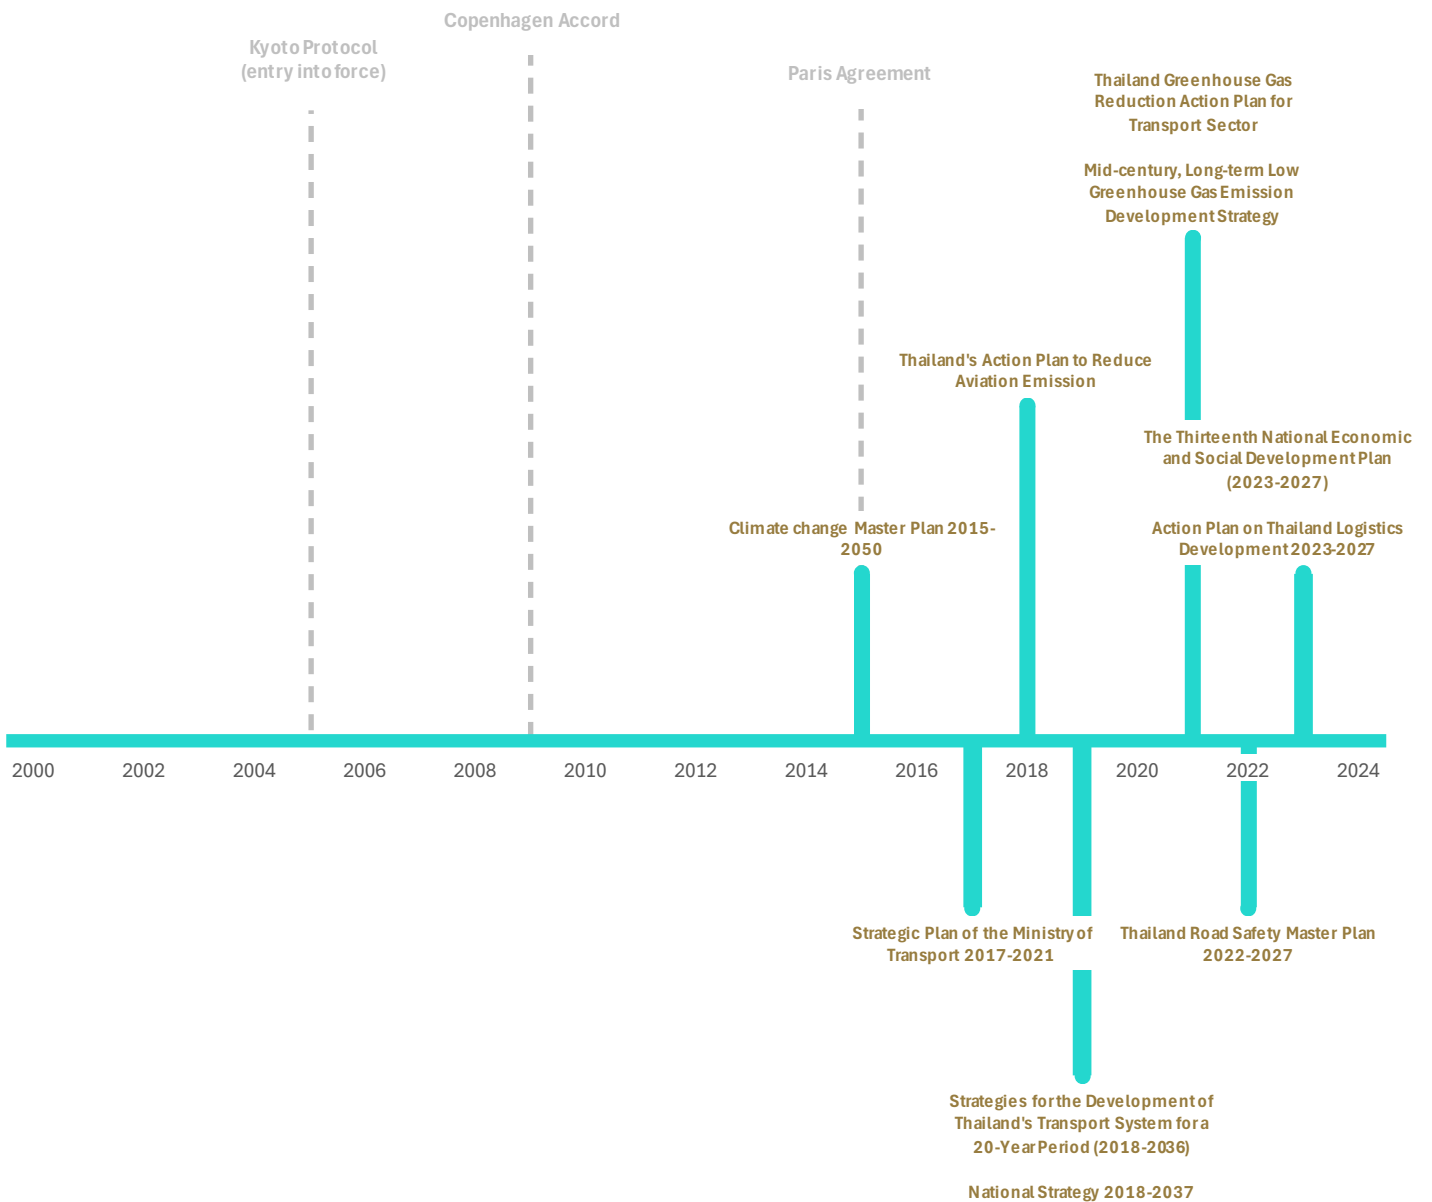 Copenhagen Accord
Kyoto Protocol
(entry into force)
Paris Agreement
Thailand Greenhouse Gas
Reduction Action Plan for
Transport Sector
Mid-century, Long-term Low
Greenhouse Gas Emission
Development Strategy
Thailand's Action Plan to Reduce
Aviation Emission
The Thirteenth National Economic
and Social Development Plan
(2023-2027)
Climate change Master Plan 2015-
2050
Action Plan on Thailand Logistics
Development 2023-2027
2000 2002 2004 2006 2008 2010 2012 2014 2016 2018 2020 2022 2024
Strategic Plan of the Ministry of
Transport 2017-2021
Thailand Road Safety Master Plan
2022-2027
Strategies for the Development of
Thailand's Transport System for a
20-Year Period (2018-2036)
National Strategy 2018-2037